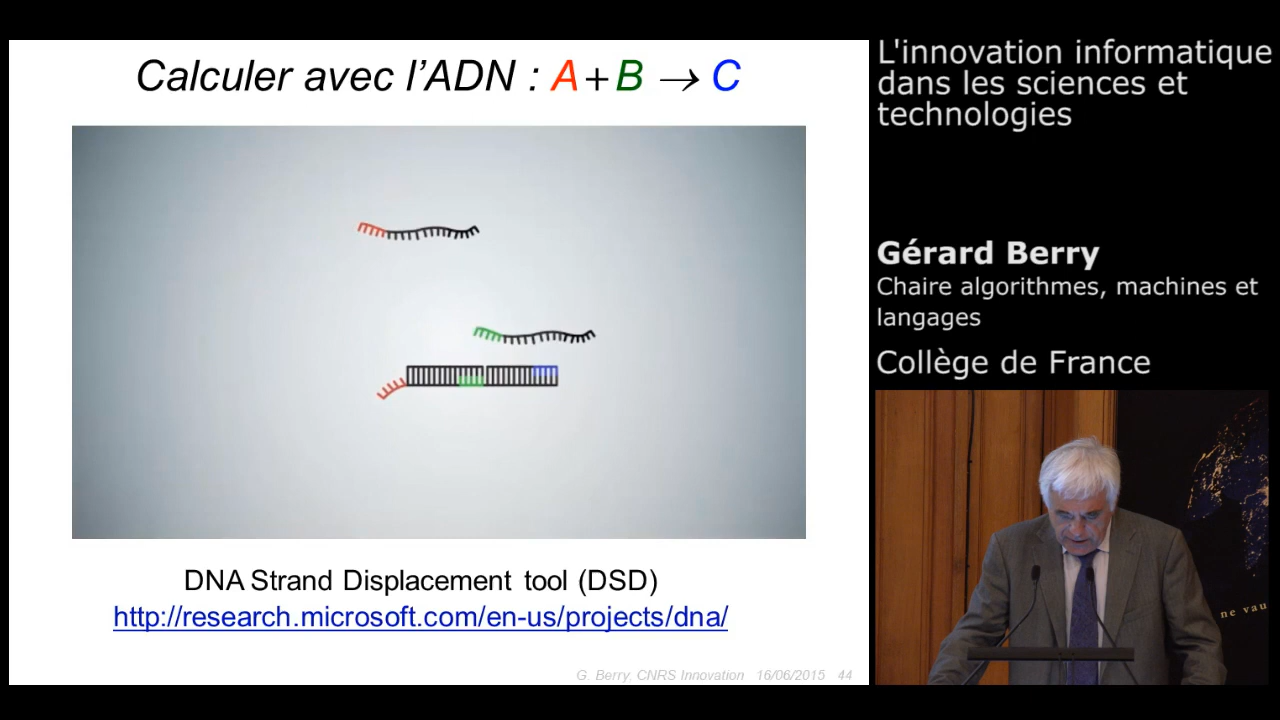 Calculer avec l'ADN : A + B → C
DNA Strand Displacement tool (DSD)
http://research.microsoft.com/en-us/projects/dna/
G. Berry, CNRS Innovation 16/06/2015 44
L'innovation informatique
dans les sciences et
technologies
Gérard Berry
Chaire algorithmes, machines et
langages
Collège de France
ne vau